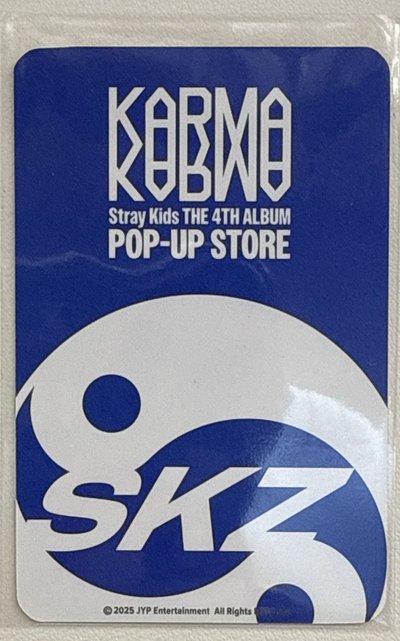 KARMA
Stray Kids THE 4TH ALBUM
POP-UP STORE
SKZ
© 2025 JYP Entertainment All Rights